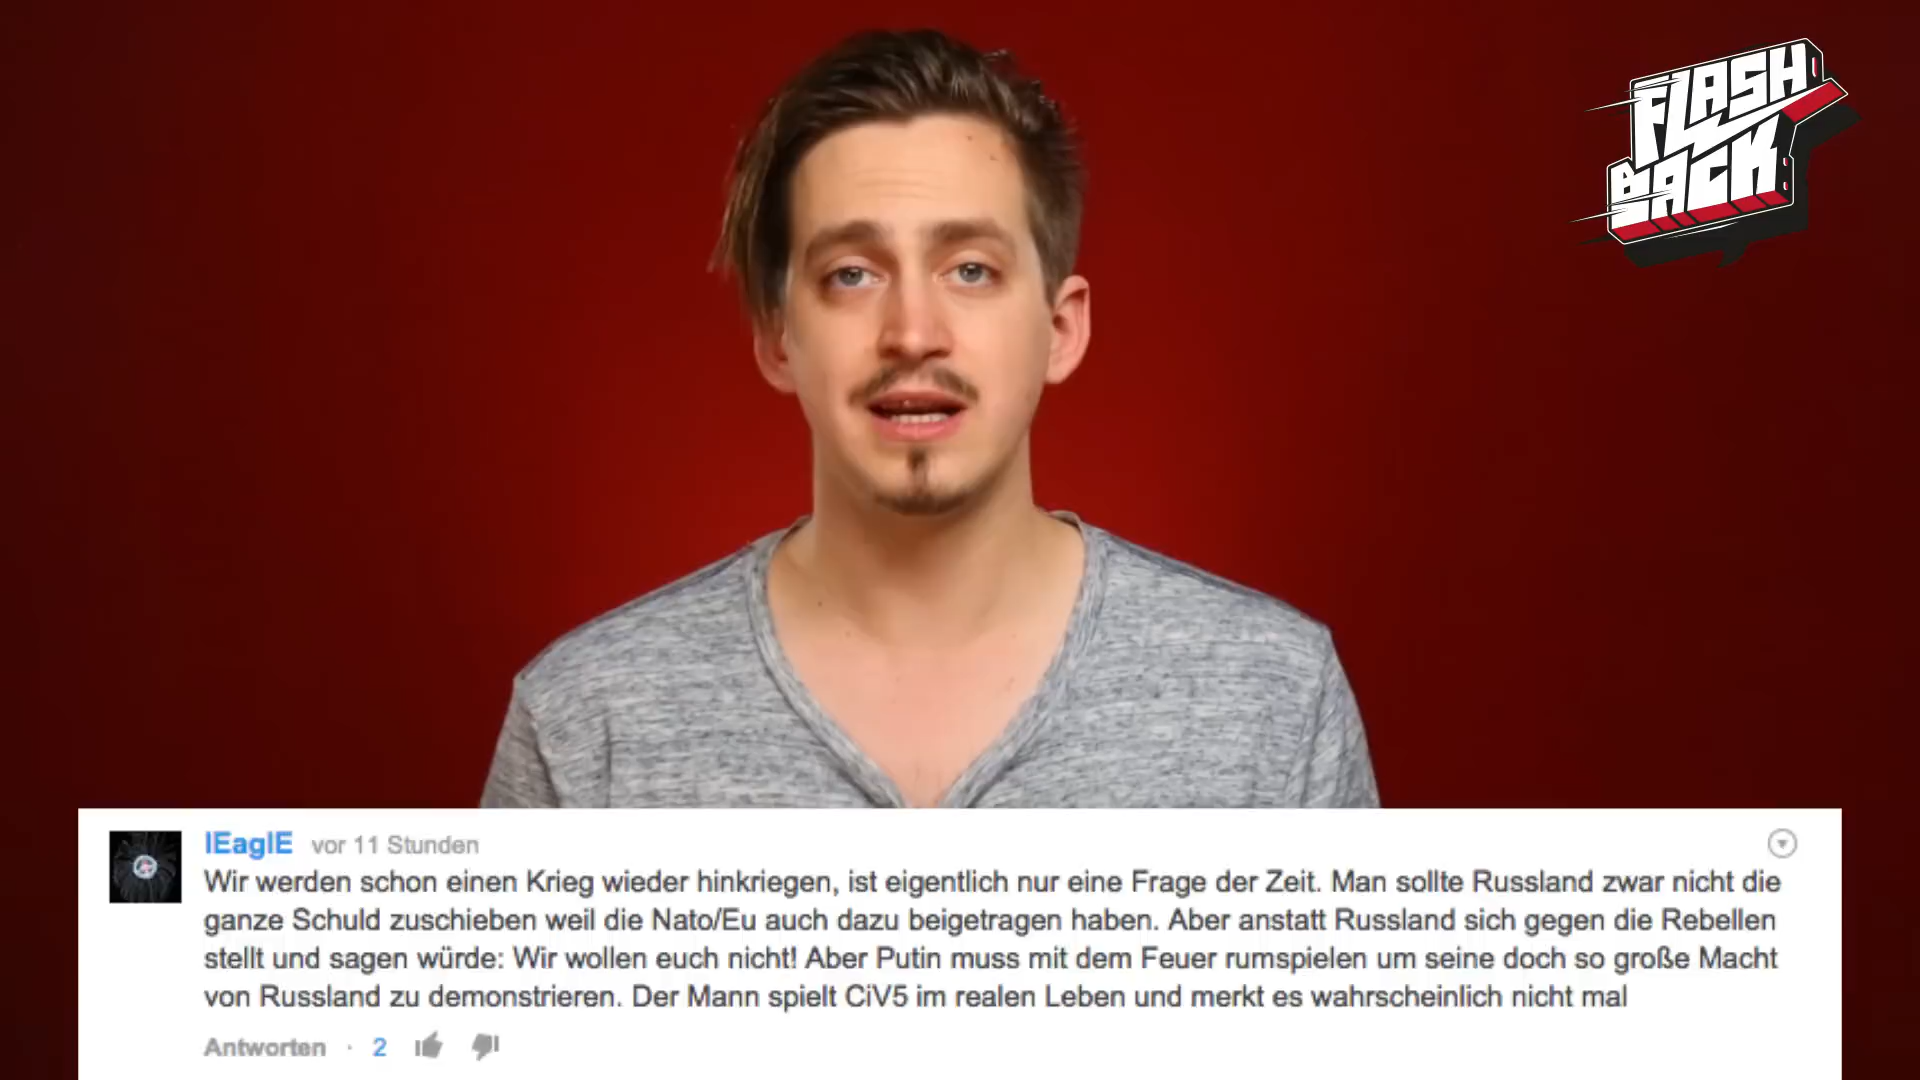 FLASH
BACK
IEagIE vor 11 Stunden
Wir werden schon einen Krieg wieder hinkriegen, ist eigentlich nur eine Frage der Zeit. Man sollte Russland zwar nicht die
ganze Schuld zuschieben weil die Nato/Eu auch dazu beigetragen haben. Aber anstatt Russland sich gegen die Rebellen
stellt und sagen würde: Wir wollen euch nicht! Aber Putin muss mit dem Feuer rumspielen um seine doch so große Macht
von Russland zu demonstrieren. Der Mann spielt CiV5 im realen Leben und merkt es wahrscheinlich nicht mal
Antworten · 2